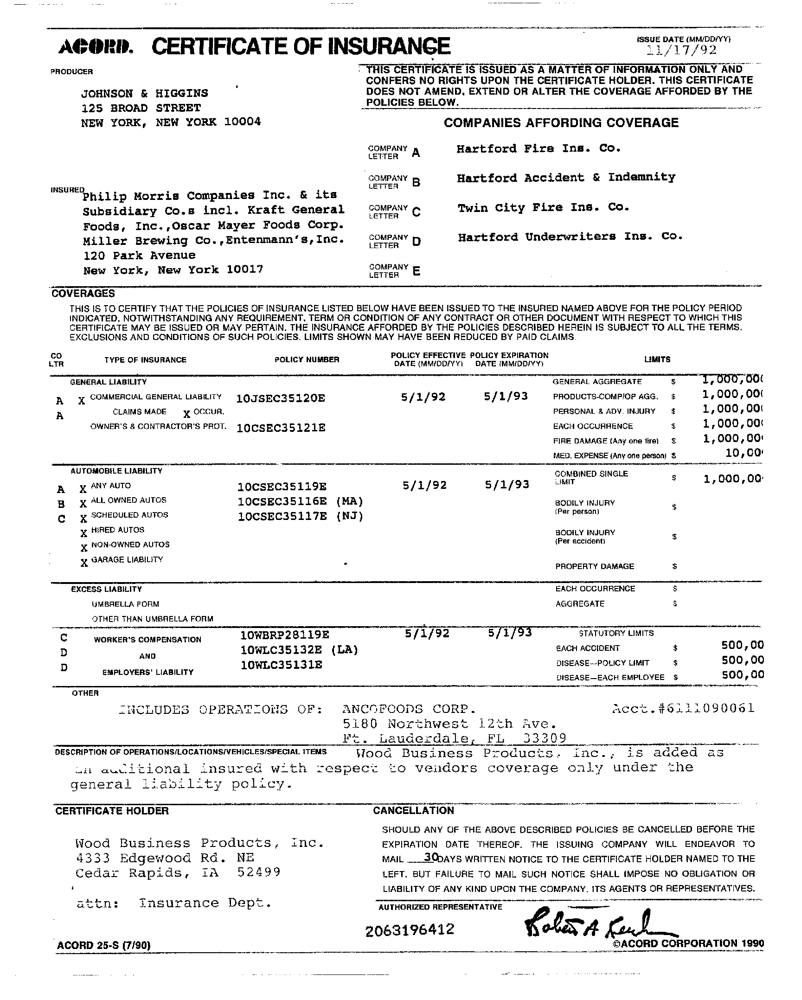 ACORD. CERTIFICATE OF INSURANCE
ISSUE DATE (MM/DD/YY)
11/17/92
PRODUCER
JOHNSON & HIGGINS
125 BROAD STREET
NEW YORK, NEW YORK 10004
THIS CERTIFICATE IS ISSUED AS A MATTER OF INFORMATION ONLY AND
CONFERS NO RIGHTS UPON THE CERTIFICATE HOLDER. THIS CERTIFICATE
DOES NOT AMEND, EXTEND OR ALTER THE COVERAGE AFFORDED BY THE
POLICIES BELOW.
COMPANIES AFFORDING COVERAGE
COMPANY LETTER A Hartford Fire Ins. Co.
COMPANY LETTER B Hartford Accident & Indemnity
COMPANY LETTER C Twin City Fire Ins. Co.
COMPANY LETTER D Hartford Underwriters Ins. Co.
COMPANY LETTER E
INSURED
Philip Morris Companies Inc. & its
Subsidiary Co.s incl. Kraft General
Foods, Inc.,Oscar Mayer Foods Corp.
Miller Brewing Co.,Entenmann's,Inc.
120 Park Avenue
New York, New York 10017
COVERAGES
THIS IS TO CERTIFY THAT THE POLICIES OF INSURANCE LISTED BELOW HAVE BEEN ISSUED TO THE INSURED NAMED ABOVE FOR THE POLICY PERIOD
INDICATED, NOTWITHSTANDING ANY REQUIREMENT, TERM OR CONDITION OF ANY CONTRACT OR OTHER DOCUMENT WITH RESPECT TO WHICH THIS
CERTIFICATE MAY BE ISSUED OR MAY PERTAIN, THE INSURANCE AFFORDED BY THE POLICIES DESCRIBED HEREIN IS SUBJECT TO ALL THE TERMS,
EXCLUSIONS AND CONDITIONS OF SUCH POLICIES. LIMITS SHOWN MAY HAVE BEEN REDUCED BY PAID CLAIMS.
CO LTR TYPE OF INSURANCE POLICY NUMBER POLICY EFFECTIVE DATE (MM/DD/YY) POLICY EXPIRATION DATE (MM/DD/YY) LIMITS
GENERAL LIABILITY GENERAL AGGREGATE $ 1,000,00
A X COMMERCIAL GENERAL LIABILITY 10JSEC35120E 5/1/92 5/1/93 PRODUCTS-COMP/OP AGG. $ 1,000,00
A CLAIMS MADE X OCCUR. PERSONAL & ADV. INJURY $ 1,000,00
OWNER'S & CONTRACTOR'S PROT. 10CSEC35121E EACH OCCURRENCE $ 1,000,00
FIRE DAMAGE (Any one fire) $ 1,000,00
MED. EXPENSE (Any one person) $ 10,00
AUTOMOBILE LIABILITY
A X ANY AUTO 10CSEC35119E 5/1/92 5/1/93 COMBINED SINGLE LIMIT $ 1,000,00
B X ALL OWNED AUTOS 10CSEC35116E (MA)
C X SCHEDULED AUTOS 10CSEC35117E (NJ) BODILY INJURY (Per person) $
X HIRED AUTOS
X NON-OWNED AUTOS BODILY INJURY (Per accident) $
X GARAGE LIABILITY PROPERTY DAMAGE $
EXCESS LIABILITY EACH OCCURRENCE $
UMBRELLA FORM AGGREGATE $
OTHER THAN UMBRELLA FORM
C WORKER'S COMPENSATION 10WBRP28119E 5/1/92 5/1/93 STATUTORY LIMITS
D AND 10WLC35132E (LA) EACH ACCIDENT $ 500,00
D EMPLOYERS' LIABILITY 10WLC35131E DISEASE--POLICY LIMIT $ 500,00
DISEASE--EACH EMPLOYEE $ 500,00
OTHER
INCLUDES OPERATIONS OF: ANCOFOODS CORP. Acct.#6111090061
5180 Northwest 12th Ave.
Ft. Lauderdale, FL 33309
DESCRIPTION OF OPERATIONS/LOCATIONS/VEHICLES/SPECIAL ITEMS Wood Business Products, Inc., is added as
an additional insured with respect to vendors coverage only under the
general liability policy.
CERTIFICATE HOLDER
Wood Business Products, Inc.
4333 Edgewood Rd. NE
Cedar Rapids, IA 52499
attn: Insurance Dept.
CANCELLATION
SHOULD ANY OF THE ABOVE DESCRIBED POLICIES BE CANCELLED BEFORE THE
EXPIRATION DATE THEREOF, THE ISSUING COMPANY WILL ENDEAVOR TO
MAIL 30 DAYS WRITTEN NOTICE TO THE CERTIFICATE HOLDER NAMED TO THE
LEFT, BUT FAILURE TO MAIL SUCH NOTICE SHALL IMPOSE NO OBLIGATION OR
LIABILITY OF ANY KIND UPON THE COMPANY, ITS AGENTS OR REPRESENTATIVES.
AUTHORIZED REPRESENTATIVE
2063196412
Robert A
ACORD 25-S (7/90)
©ACORD CORPORATION 1990